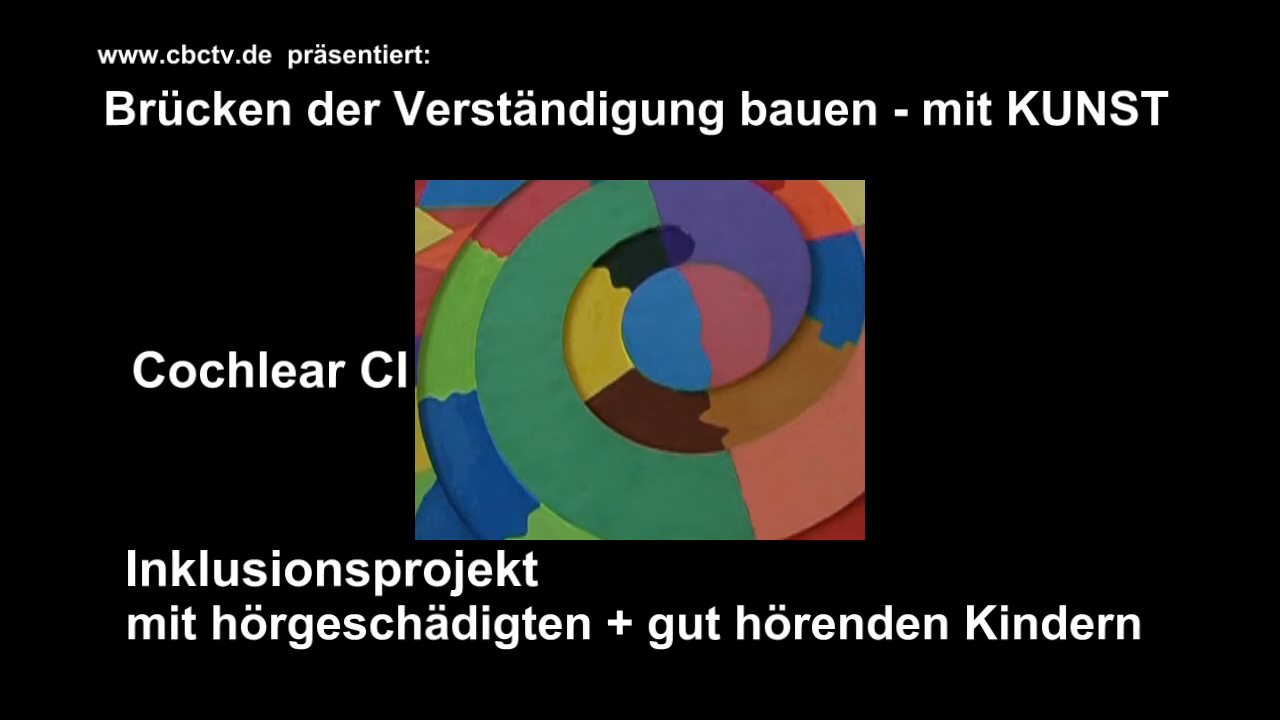 www.cbctv.de präsentiert:
Brücken der Verständigung bauen - mit KUNST
Cochlear CI
Inklusionsprojekt
mit hörgeschädigten + gut hörenden Kindern